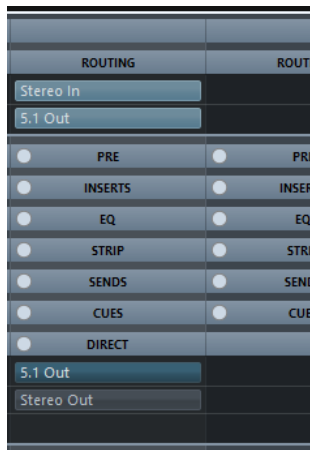 ROUTING ROUT
Stereo In
5.1 Out
PRE PRE
INSERTS INSER
EQ EQ
STRIP STRI
SENDS SEND
CUES CUE
DIRECT
5.1 Out
Stereo Out